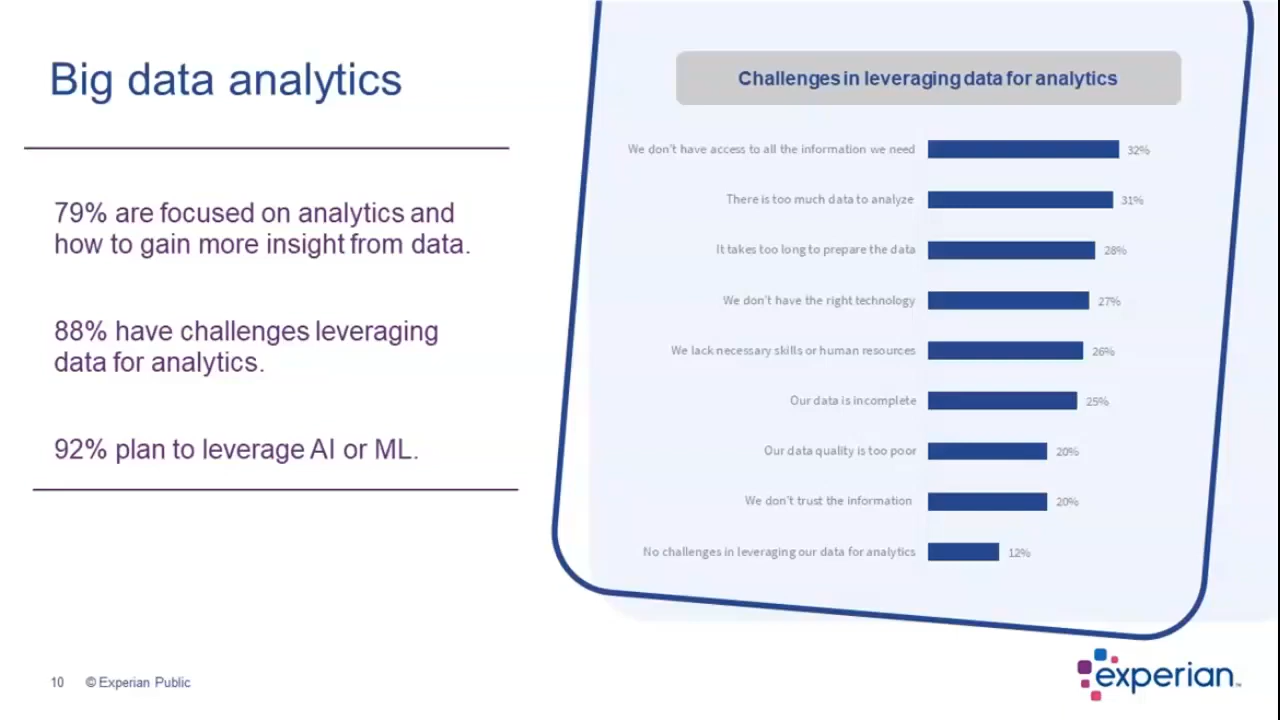 Big data analytics
79% are focused on analytics and
how to gain more insight from data.
88% have challenges leveraging
data for analytics.
92% plan to leverage AI or ML.
Challenges in leveraging data for analytics
We don't have access to all the information we need 32%
There is too much data to analyze 31%
It takes too long to prepare the data 28%
We don't have the right technology 27%
We lack necessary skills or human resources 26%
Our data is incomplete 25%
Our data quality is too poor 20%
We don't trust the information 20%
No challenges in leveraging our data for analytics 12%
10 © Experian Public
experian.™